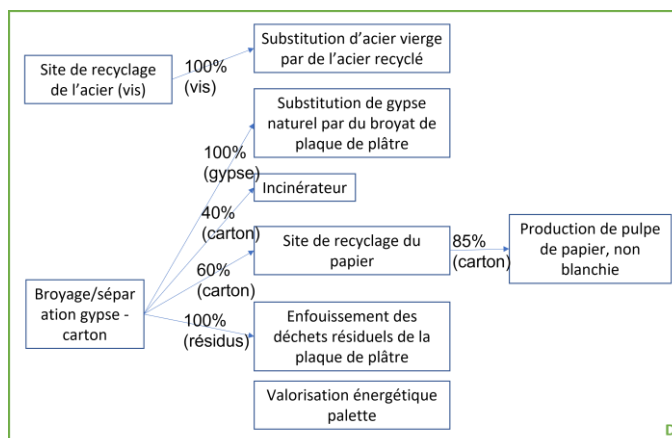 Site de recyclage
de l'acier (vis)
100%
(vis)
Substitution d'acier vierge
par de l'acier recyclé
Substitution de gypse
naturel par du broyat de
plaque de plâtre
100%
(gypse)
Incinérateur
40%
(carton)
Site de recyclage du
papier
85%
(carton)
Production de pulpe
de papier, non
blanchie
60%
(carton)
Broyage/sépar
ation gypse -
carton
100%
(résidus)
Enfouissement des
déchets résiduels de la
plaque de plâtre
Valorisation énergétique
palette